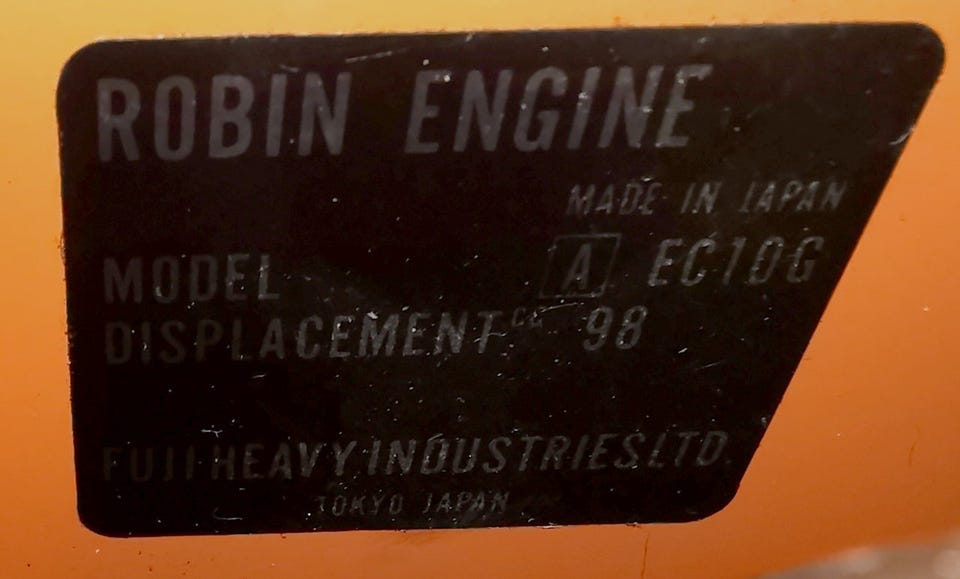 ROBIN ENGINE
MADE IN JAPAN
MODEL A EC10G
DISPLACEMENT CC 98
FUJI HEAVY INDUSTRIES LTD.
TOKYO JAPAN